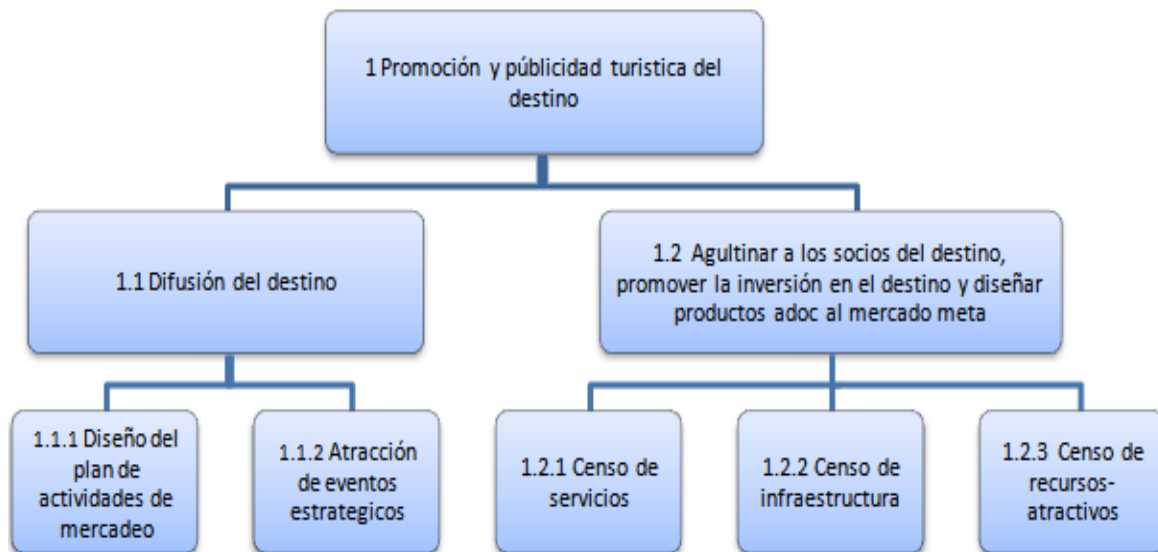 1 Promoción y públicidad turistica del
destino
1.1 Difusión del destino
1.2 Agultinar a los socios del destino,
promover la inversión en el destino y diseñar
productos adoc al mercado meta
1.1.1 Diseño del
plan de
actividades de
mercadeo
1.1.2 Atracción
de eventos
estrategicos
1.2.1 Censo de
servicios
1.2.2 Censo de
infraestructura
1.2.3 Censo de
recursos-
atractivos